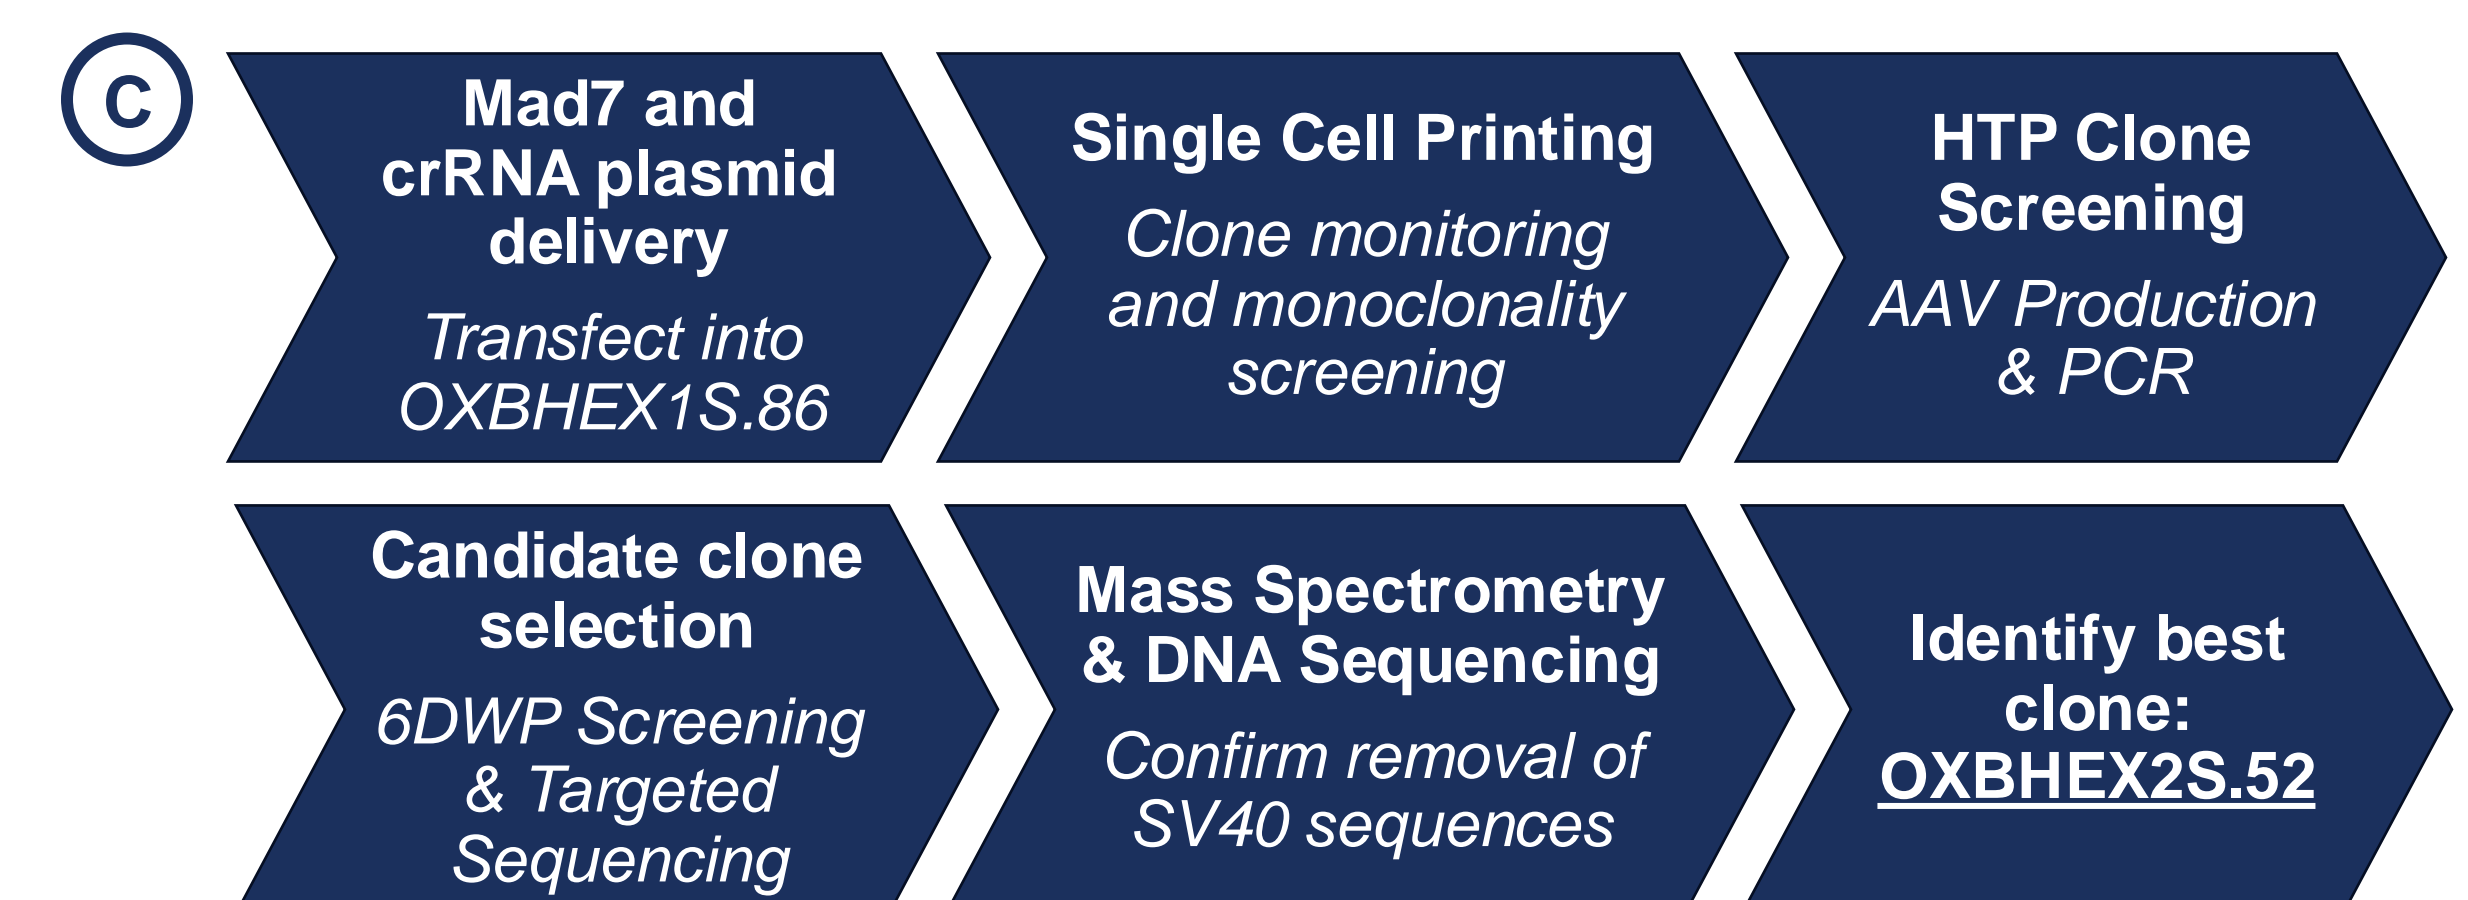 C
Mad7 and
crRNA plasmid
delivery
Transfect into
OXBHEX1S.86
Single Cell Printing
Clone monitoring
and monoclonality
screening
HTP Clone
Screening
AAV Production
& PCR
Candidate clone
selection
6DWP Screening
& Targeted
Sequencing
Mass Spectrometry
& DNA Sequencing
Confirm removal of
SV40 sequences
Identify best
clone:
OXBHEX2S.52